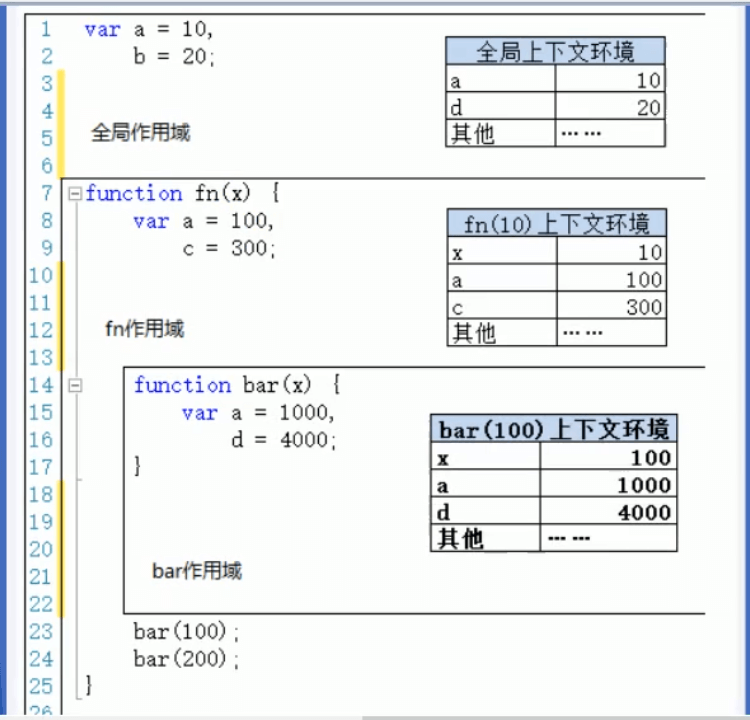 1 var a = 10,
2 b = 20;
全局上下文环境
a 10
3
d 20
4
5 全局作用域
其他 ... ...
6
7 function fn(x) {
8 var a = 100,
fn(10)上下文环境
9 c = 300;
x 10
10
a 100
11
c 300
12 fn作用域
其他 ... ...
13
14 function bar(x) {
15 var a = 1000,
bar(100)上下文环境
16 d = 4000;
x 100
17 }
a 1000
18
d 4000
19
其他 ... ...
20
21 bar作用域
22
23 bar(100);
24 bar(200);
25 }
26